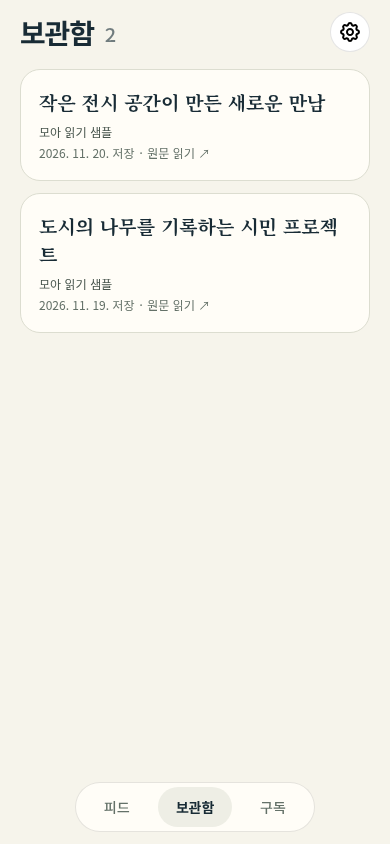 보관함 2
작은 전시 공간이 만든 새로운 만남
모아 읽기 샘플
2026. 11. 20. 저장 · 원문 읽기 ↗
도시의 나무를 기록하는 시민 프로젝
트
모아 읽기 샘플
2026. 11. 19. 저장 · 원문 읽기 ↗
피드 보관함 구독